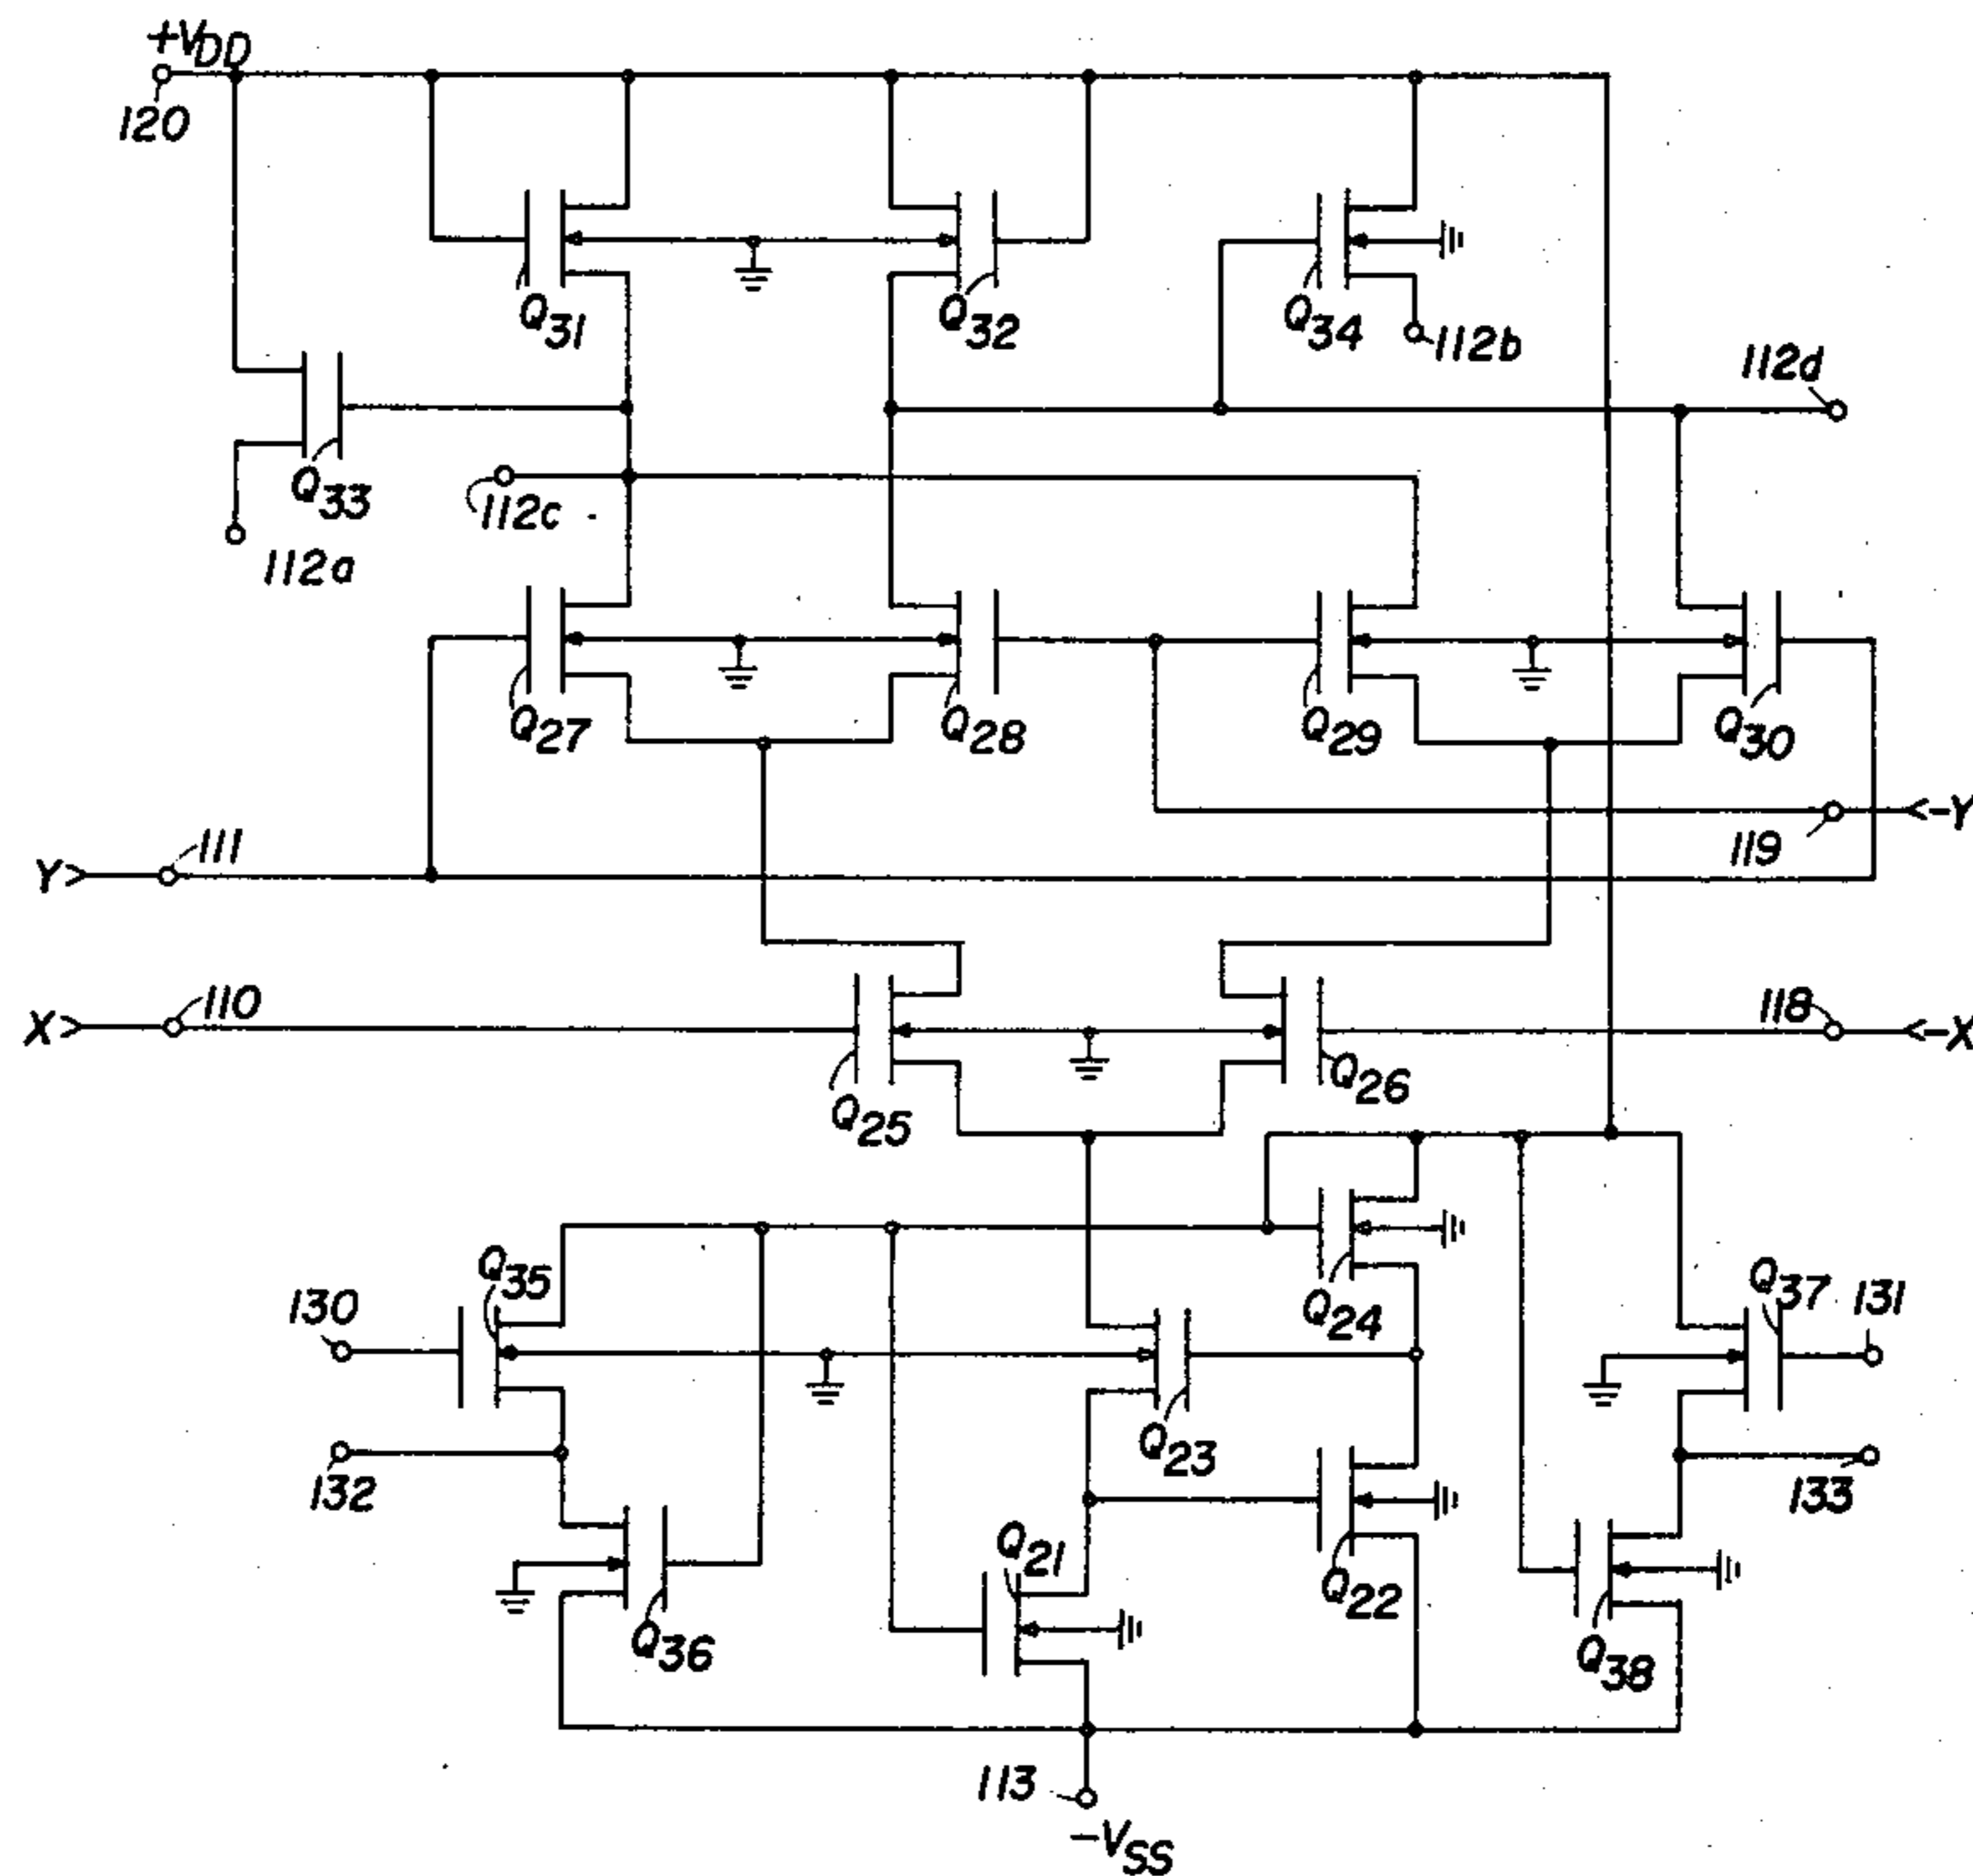 +VDD
120
Q31
Q32
Q34
112b
112d
Q33
112c
112a
Q27
Q28
Q29
Q30
-Y
119
111
Y
110
X
118
-X
Q25
Q26
Q35
130
Q24
Q37
131
Q23
132
133
Q21
Q22
Q36
Q38
113
-VSS